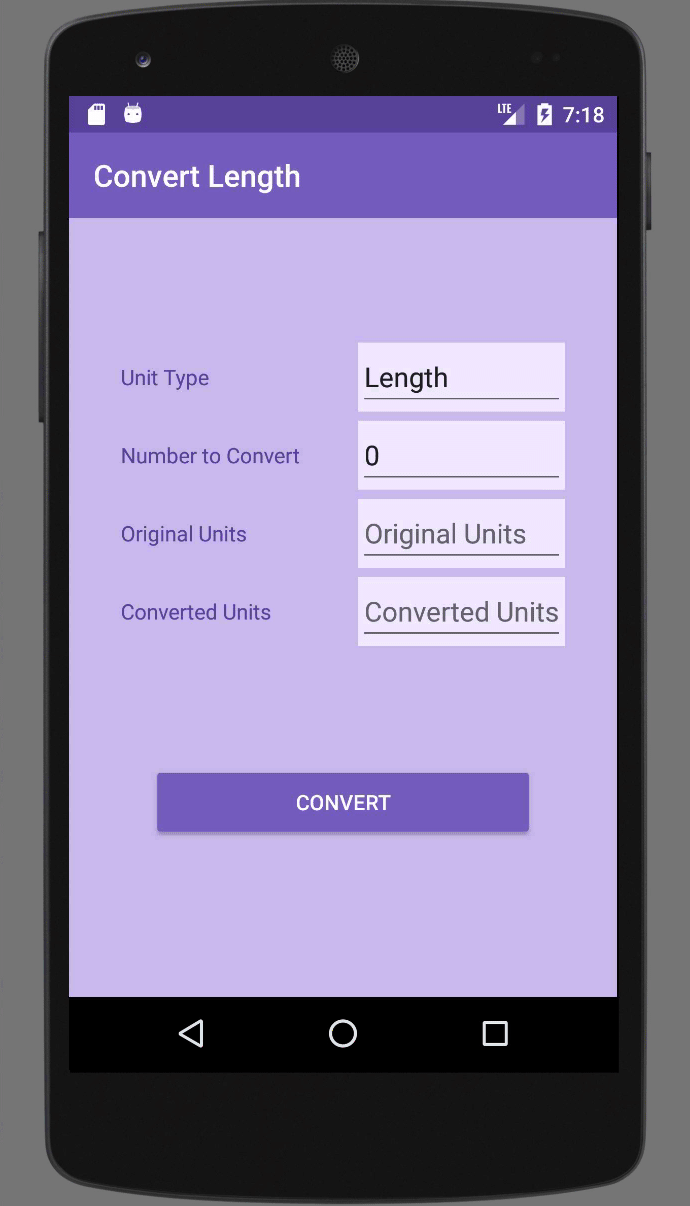 LTE 7:18
Convert Length
Unit Type Length
Number to Convert 0
Original Units Original Units
Converted Units Converted Units
CONVERT